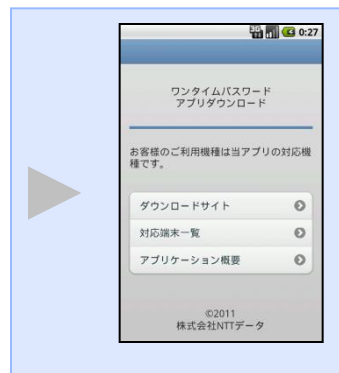 3G
0:27
ワンタイムパスワード
アプリダウンロード
お客様のご利用機種は当アプリの対応機
種です。
ダウンロードサイト
対応端末一覧
アプリケーション概要
©2011
株式会社NTTデータ